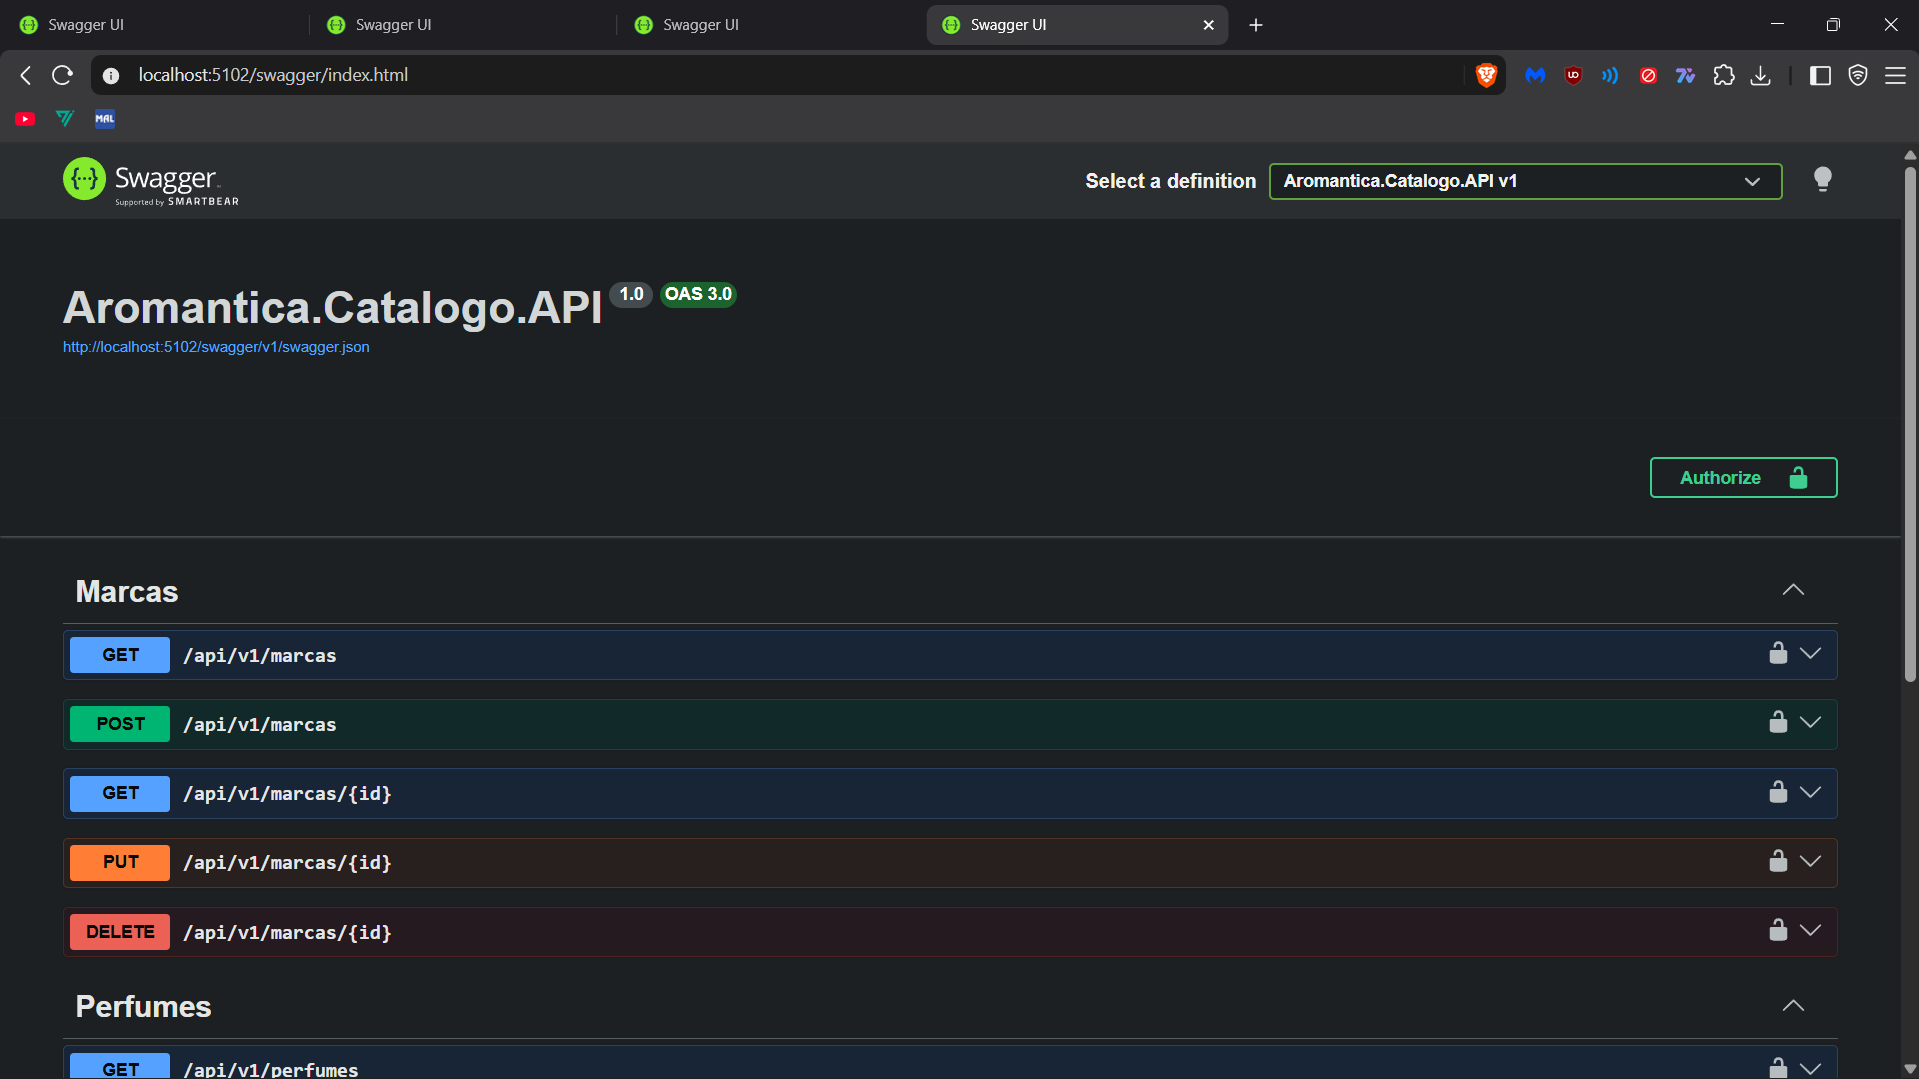 Swagger UI
Swagger UI
Swagger UI
Swagger UI
localhost:5102/swagger/index.html
MAL
Swagger
Supported by SMARTBEAR
Select a definition
Aromantica.Catalogo.API v1
Aromantica.Catalogo.API 1.0 OAS 3.0
http://localhost:5102/swagger/v1/swagger.json
Authorize
Marcas
GET /api/v1/marcas
POST /api/v1/marcas
GET /api/v1/marcas/{id}
PUT /api/v1/marcas/{id}
DELETE /api/v1/marcas/{id}
Perfumes
GET /api/v1/perfumes